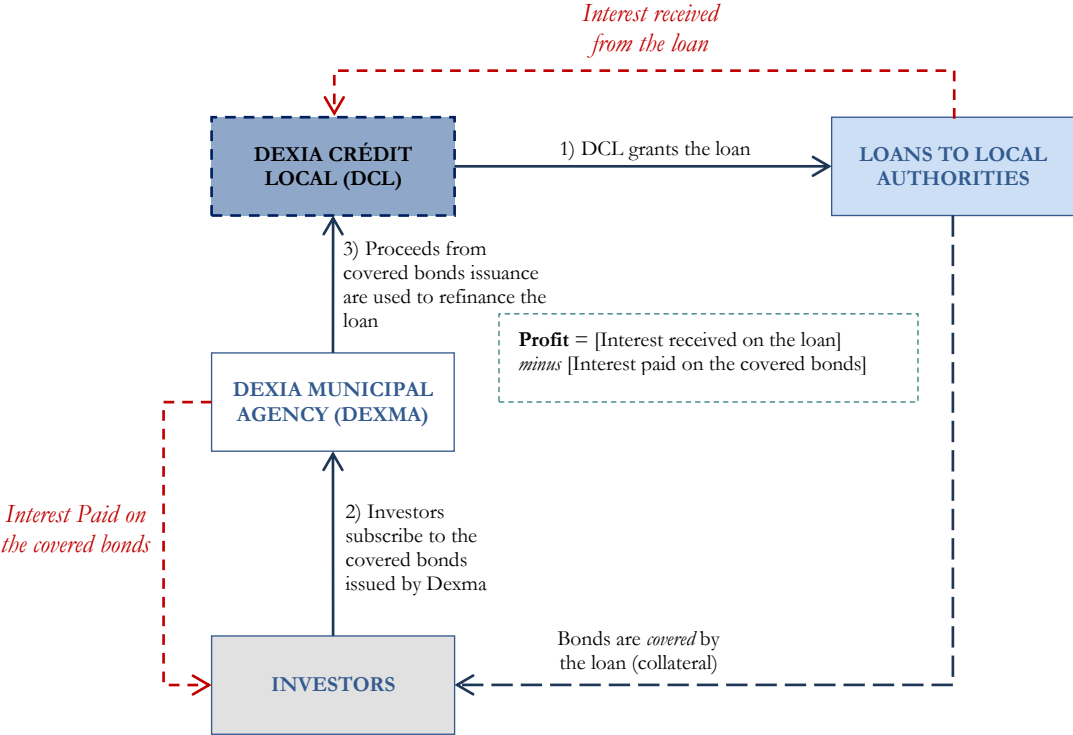 Interest received
from the loan
DEXIA CRÉDIT
LOCAL (DCL)
1) DCL grants the loan
LOANS TO LOCAL
AUTHORITIES
3) Proceeds from
covered bonds issuance
are used to refinance the
loan
Profit = [Interest received on the loan]
minus [Interest paid on the covered bonds]
DEXIA MUNICIPAL
AGENCY (DEXMA)
Interest Paid on
the covered bonds
2) Investors
subscribe to the
covered bonds
issued by Dexma
Bonds are covered by
the loan (collateral)
INVESTORS